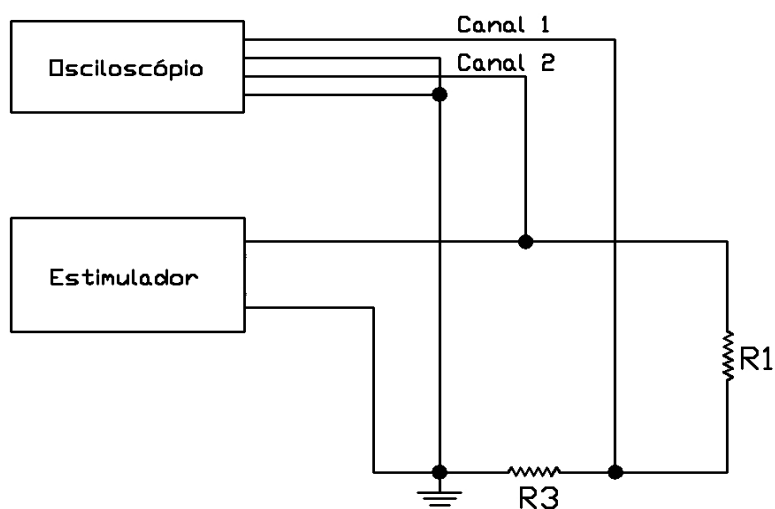 Canal 1
Osciloscópio
Canal 2
Estimulador
R1
R3